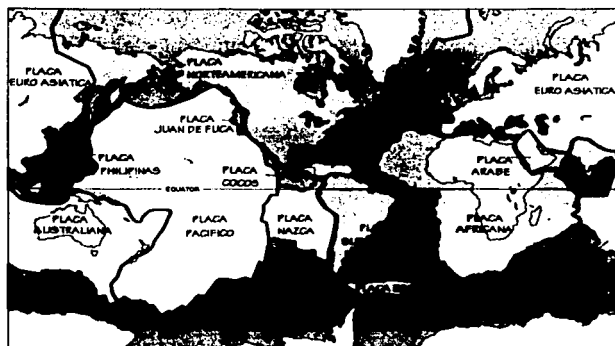 PLACA
EURO ASIATICA
PLACA
NORTEAMERICANA
PLACA
EURO ASIATICA
PLACA
JUAN DE FUCA
PLACA
PHILIPINAS
PLACA
COCOS
PLACA
ARABE
EQUATOR
PLACA
AUSTRALIANA
PLACA
PACIFICO
PLACA
NAZCA
PLACA
AFRICANA